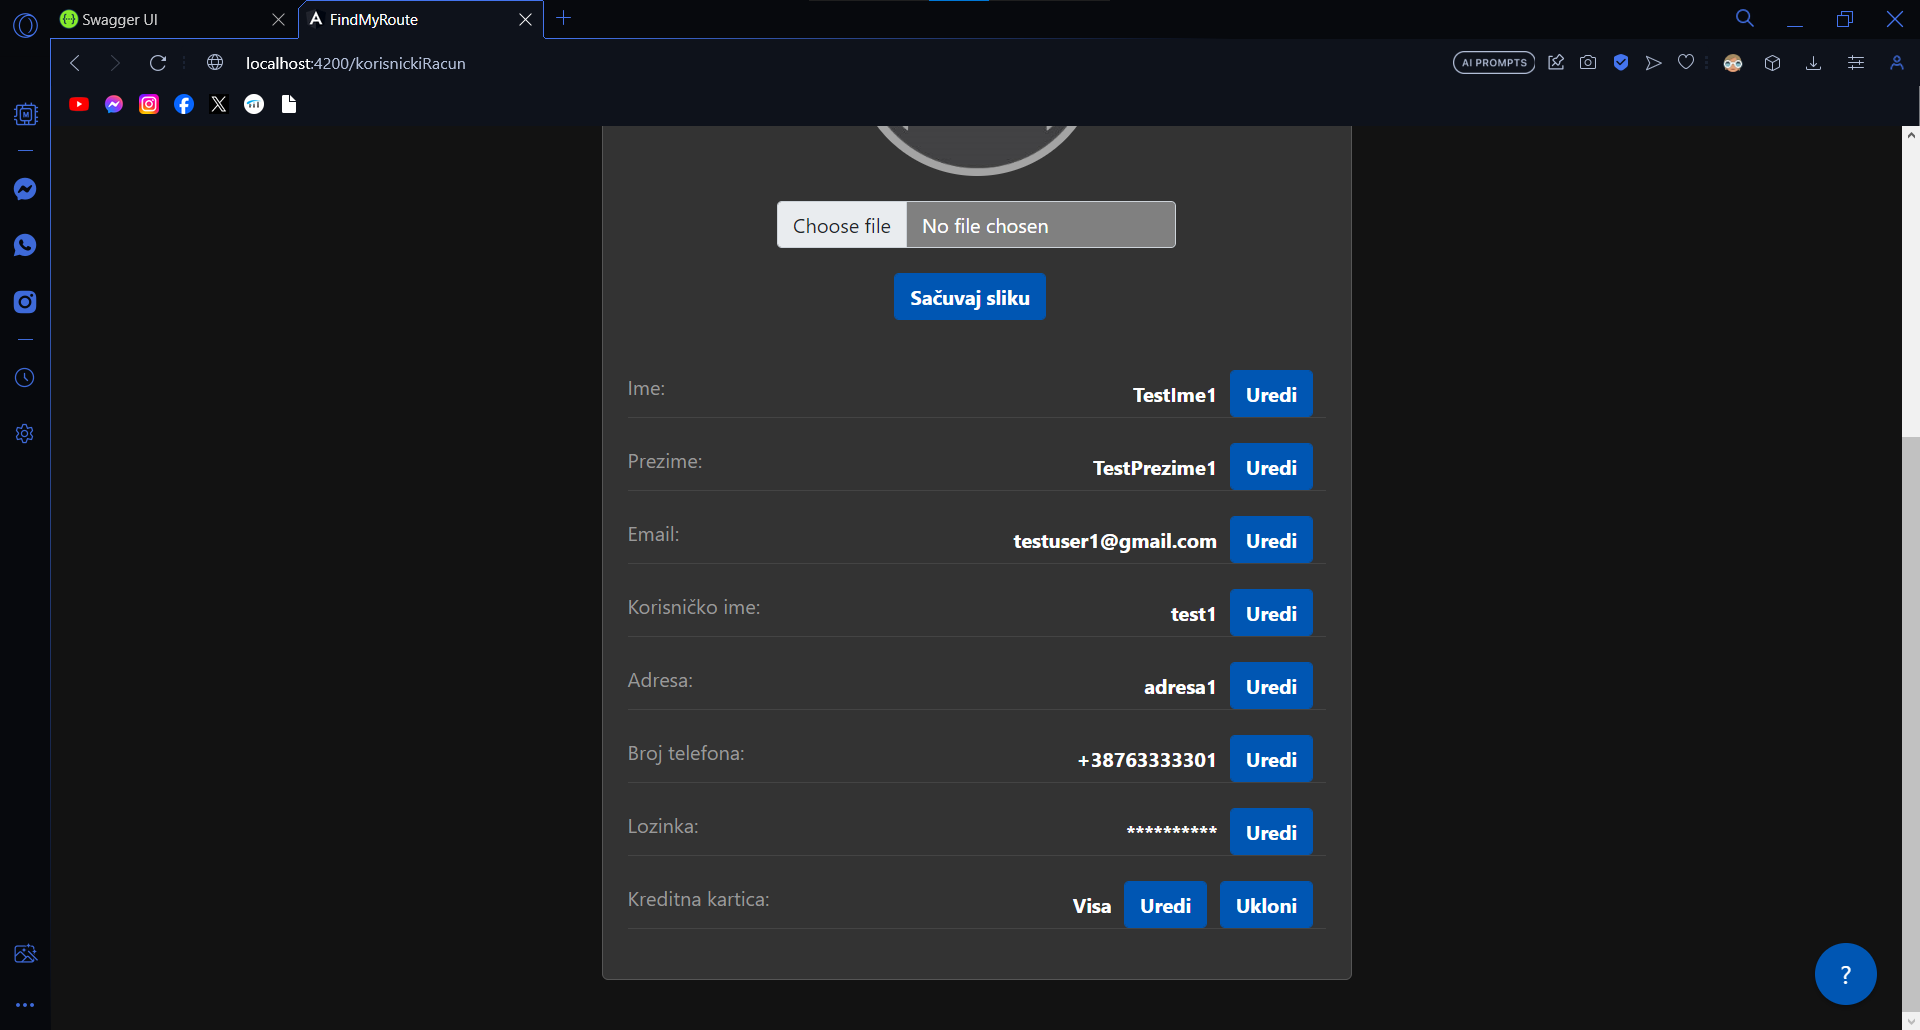 Swagger UI
FindMyRoute
localhost:4200/korisnickiRacun
AI PROMPTS
Choose file
No file chosen
Sačuvaj sliku
Ime:
TestIme1
Uredi
Prezime:
TestPrezime1
Uredi
Email:
testuser1@gmail.com
Uredi
Korisničko ime:
test1
Uredi
Adresa:
adresa1
Uredi
Broj telefona:
+38763333301
Uredi
Lozinka:
**********
Uredi
Kreditna kartica:
Visa
Uredi
Ukloni
?